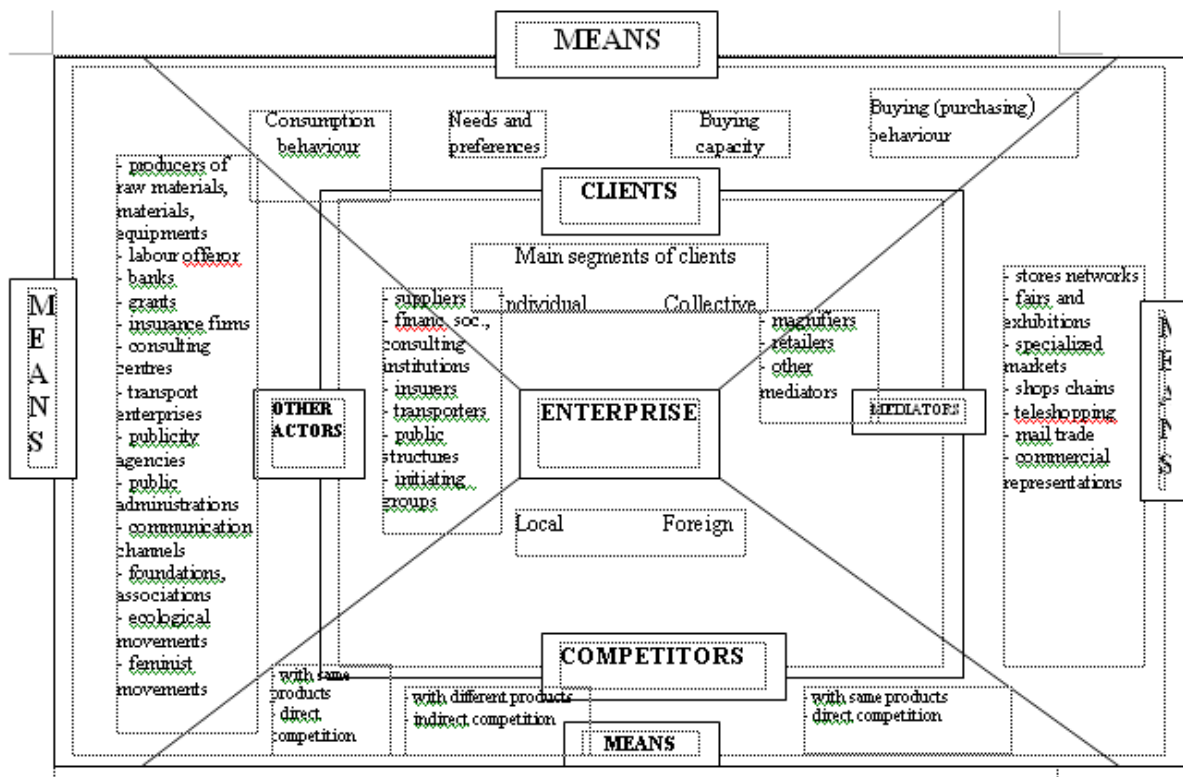 MEANS
Consumption
behaviour
Needs and
preferences
Buying
capacity
Buying (purchasing)
behaviour
- producers of
raw materials,
materials,
equipments
- labour offeror
- banks
- grants
- insurance firms
- consulting
centres
- transport
enterprises
- publicity
agencies
- public
administrations
- communication
channels
- foundations,
associations
- ecological
movements
- feminist
movements
CLIENTS
Main segments of clients
Individual Collective
M
E
A
N
S
OTHER
ACTORS
- suppliers
- financ. soc.,
consulting
institutions
- insurers
- transporters
- public
structures
- initiating
groups
ENTERPRISE
- magnifiers
- retailers
- other
mediators
MEDIATORS
- stores networks
- fairs and
exhibitions
- specialized
markets
- shops chains
- teleshopping
- mail trade
- commercial
representations
M
E
A
N
S
Local Foreign
COMPETITORS
- with same
products
- direct
competition
- with different products
- indirect competition
- with same products
- direct competition
MEANS